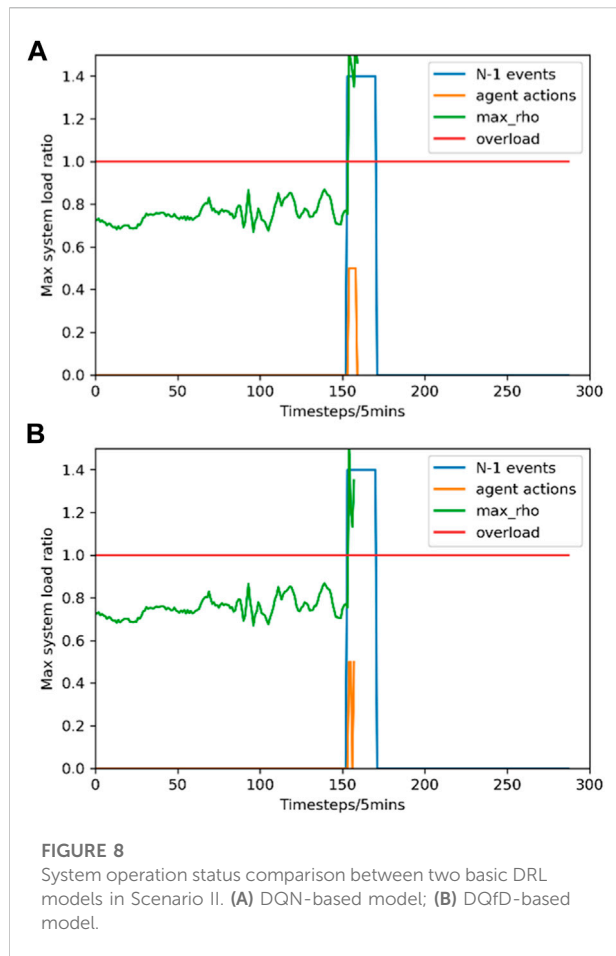 A
Max system load ratio
1.4
1.2
1.0
0.8
0.6
0.4
0.2
0.0
N-1 events
agent actions
max_rho
overload
0
50
100
150
200
250
300
Timesteps/5mins
B
Max system load ratio
1.4
1.2
1.0
0.8
0.6
0.4
0.2
0.0
N-1 events
agent actions
max_rho
overload
0
50
100
150
200
250
300
Timesteps/5mins
FIGURE 8
System operation status comparison between two basic DRL
models in Scenario II. (A) DQN-based model; (B) DQfD-based
model.